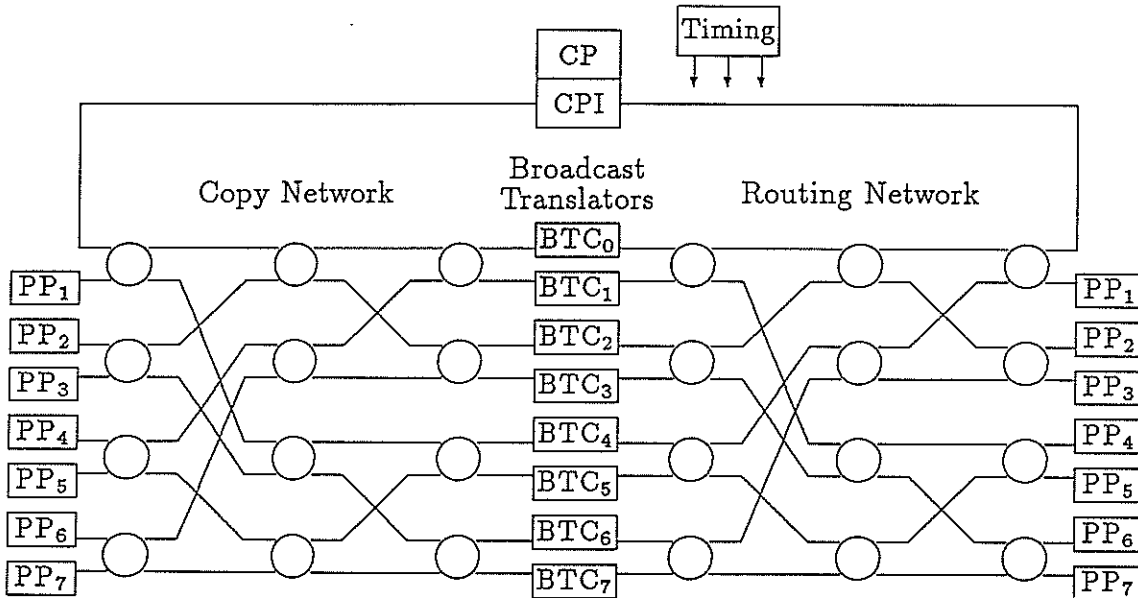 Timing
CP
CPI
Copy Network
Broadcast
Translators
Routing Network
BTC₀
PP₁
BTC₁
PP₁
PP₂
BTC₂
PP₂
PP₃
BTC₃
PP₃
PP₄
BTC₄
PP₄
PP₅
BTC₅
PP₅
PP₆
BTC₆
PP₆
PP₇
BTC₇
PP₇